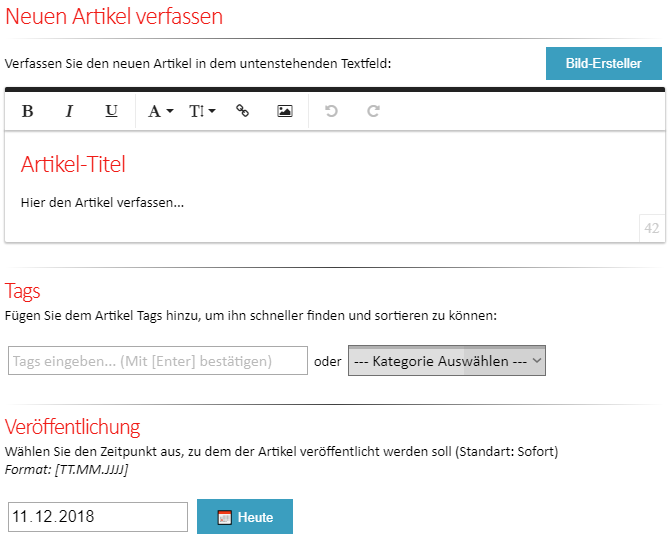 Neuen Artikel verfassen
Verfassen Sie den neuen Artikel in dem untenstehenden Textfeld:
Bild-Ersteller
B I U A T
Artikel-Titel
Hier den Artikel verfassen...
42
Tags
Fügen Sie dem Artikel Tags hinzu, um ihn schneller finden und sortieren zu können:
Tags eingeben... (Mit [Enter] bestätigen) oder --- Kategorie Auswählen ---
Veröffentlichung
Wählen Sie den Zeitpunkt aus, zu dem der Artikel veröffentlicht werden soll (Standart: Sofort)
Format: [TT.MM.JJJJ]
11.12.2018 Heute